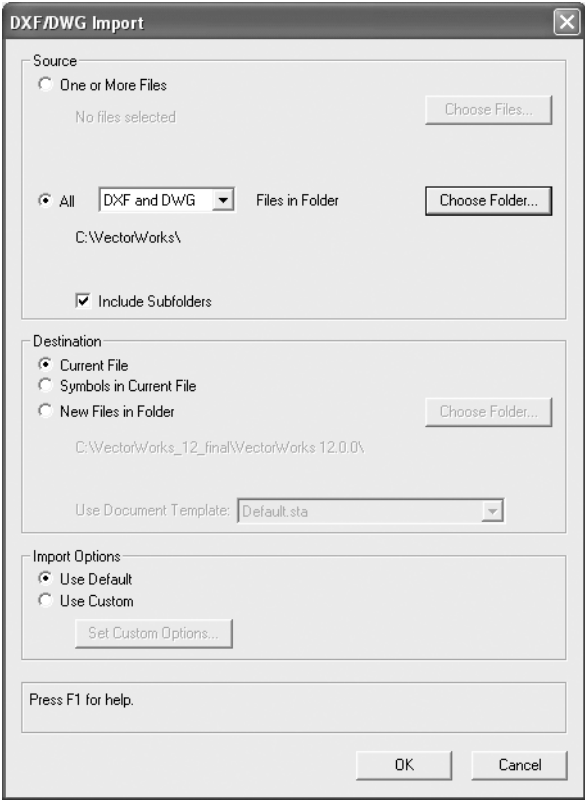 DXF/DWG Import
Source
One or More Files
No files selected
Choose Files...
All DXF and DWG Files in Folder
Choose Folder...
C:\VectorWorks\
Include Subfolders
Destination
Current File
Symbols in Current File
New Files in Folder
Choose Folder...
C:\VectorWorks_12_final\VectorWorks 12.0.0\
Use Document Template: Default.sta
Import Options
Use Default
Use Custom
Set Custom Options...
Press F1 for help.
OK Cancel